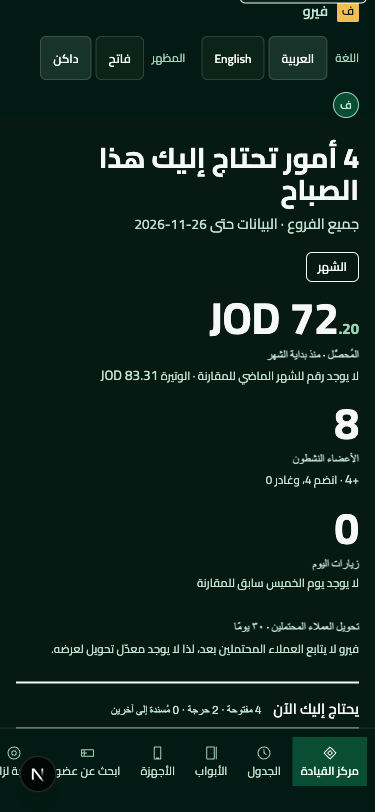 ف فيرو
اللغة العربية English المظهر فاتح داكن
ف
4 أمور تحتاج إليك هذا
الصباح
جميع الفروع · البيانات حتى 26-11-2026
الشهر
JOD 72.20
المُحصّل · منذ بداية الشهر
لا يوجد رقم للشهر الماضي للمقارنة · الوتيرة JOD 83.31
8
الأعضاء النشطون
+4 · انضم 4، وغادر 0
0
زيارات اليوم
لا يوجد يوم الخميس سابق للمقارنة
تحويل العملاء المحتملين · ٣٠ يومًا
فيرو لا يتابع العملاء المحتملين بعد، لذا لا يوجد معدّل تحويل لعرضه.
يحتاج إليك الآن 4 مفتوحة · 2 حرجة · 0 مُسندة إلى آخرين
مركز القيادة الجدول الأبواب الأجهزة ابحث عن عضو
N